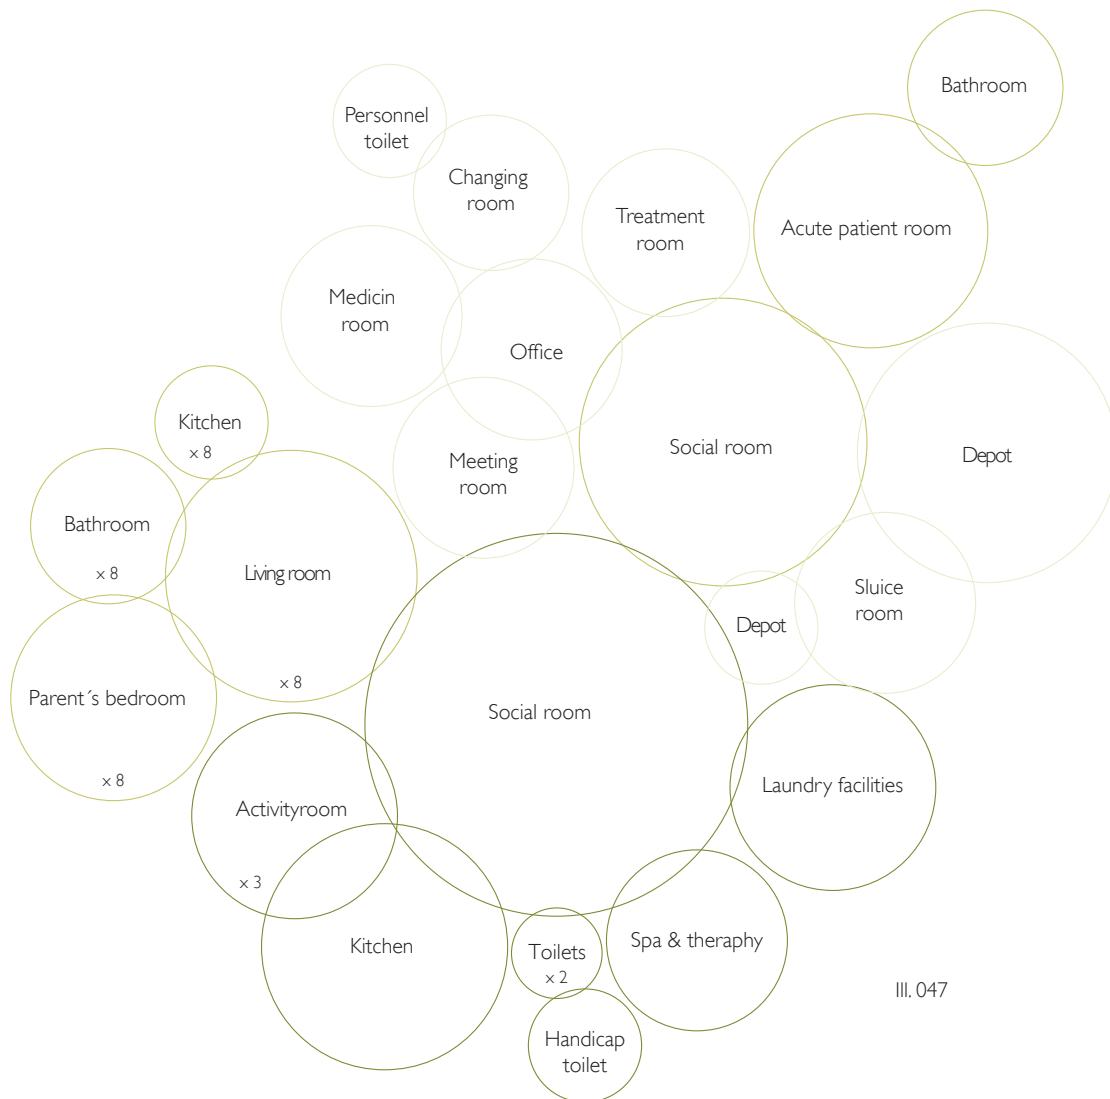 Bathroom
Personnel
toilet
Changing
room
Treatment
room
Acute patient room
Medicin
room
Office
Kitchen
x 8
Meeting
room
Social room
Depot
Bathroom
x 8
Living room
x 8
Sluice
room
Depot
Parent´s bedroom
x 8
Social room
Activityroom
x 3
Laundry facilities
Kitchen
Toilets
x 2
Spa & theraphy
Handicap
toilet
Ill. 047